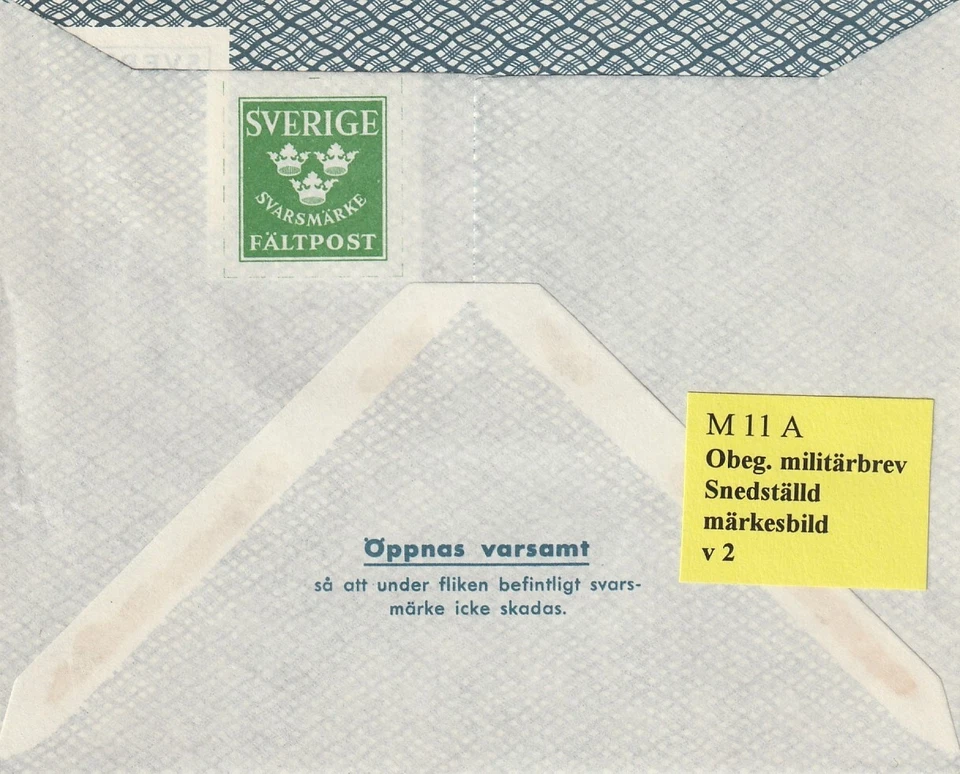 SVERIGE
SVARSMÄRKE
FÄLTPOST
M 11 A
Obeg. militärbrev
Snedställd
märkesbild
v 2
Öppnas varsamt
så att under fliken befintligt svars-
märke icke skadas.